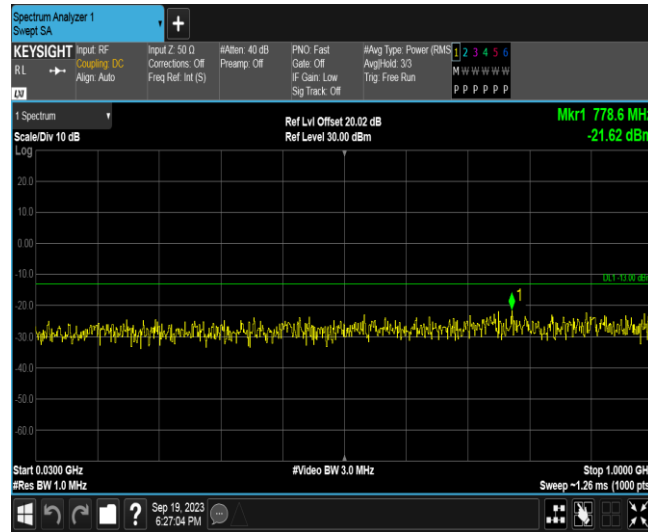 Spectrum Analyzer 1
Swept SA
KEYSIGHT
RL
LXI
Input: RF
Coupling: DC
Align: Auto
Input Z: 50 Ω
Corrections: Off
Freq Ref: Int (S)
#Atten: 40 dB
Preamp: Off
PNO: Fast
Gate: Off
IF Gain: Low
Sig Track: Off
#Avg Type: Power (RMS
Avg|Hold: 3/3
Trig: Free Run
1 2 3 4 5 6
M W W W W W
P P P P P P
1 Spectrum
Scale/Div 10 dB
Log
Ref Lvl Offset 20.02 dB
Ref Level 30.00 dBm
Mkr1 778.6 MHz
-21.62 dBm
20.0
10.0
0.00
-10.0
-20.0
-30.0
-40.0
-50.0
-60.0
DL1 -13.00 dBm
1
Start 0.0300 GHz
#Res BW 1.0 MHz
#Video BW 3.0 MHz
Stop 1.0000 GHz
Sweep ~1.26 ms (1000 pts)
?
Sep 19, 2023
6:27:04 PM